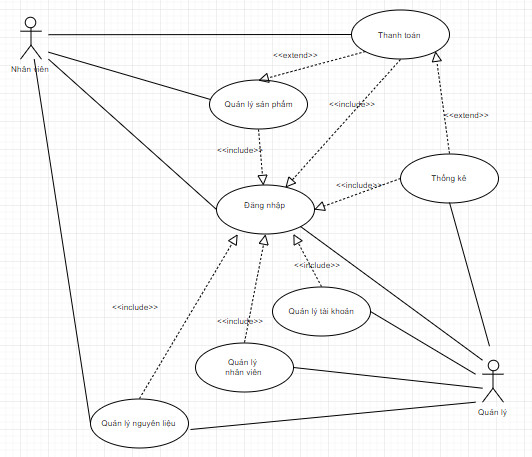 Thanh toán
<<extend>>
Nhân viên
Quản lý sản phẩm
<<include>>
<<extend>>
<<include>>
Thống kê
<<include>>
Đăng nhập
<<include>>
<<include>>
Quản lý tài khoản
<<include>>
Quản lý
nhân viên
Quản lý
Quản lý nguyên liệu